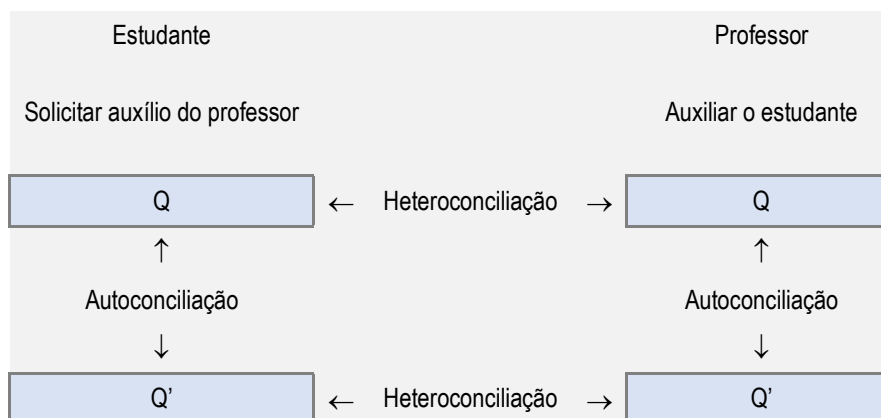 Estudante Professor
Solicitar auxílio do professor Auxiliar o estudante
Q ← Heteroconciliação → Q
↑ ↑
Autoconciliação Autoconciliação
↓ ↓
Q’ ← Heteroconciliação → Q’